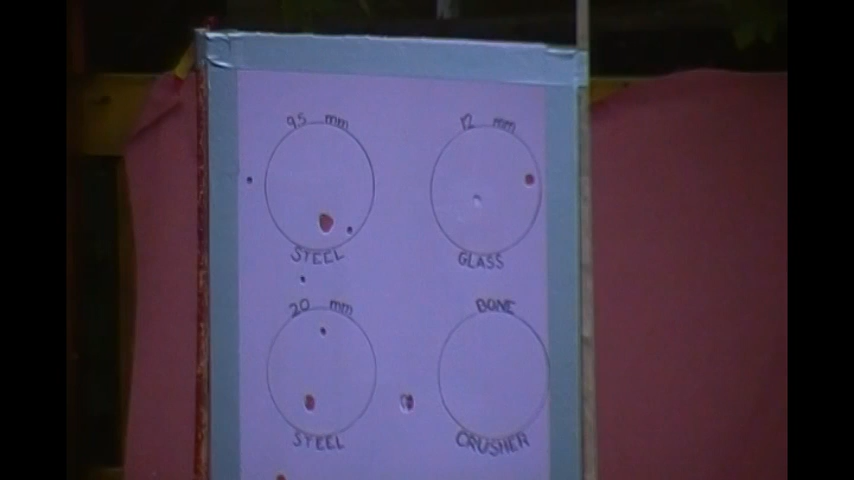 9.5 mm
STEEL
12 mm
GLASS
20 mm
STEEL
BONE
CRUSHER